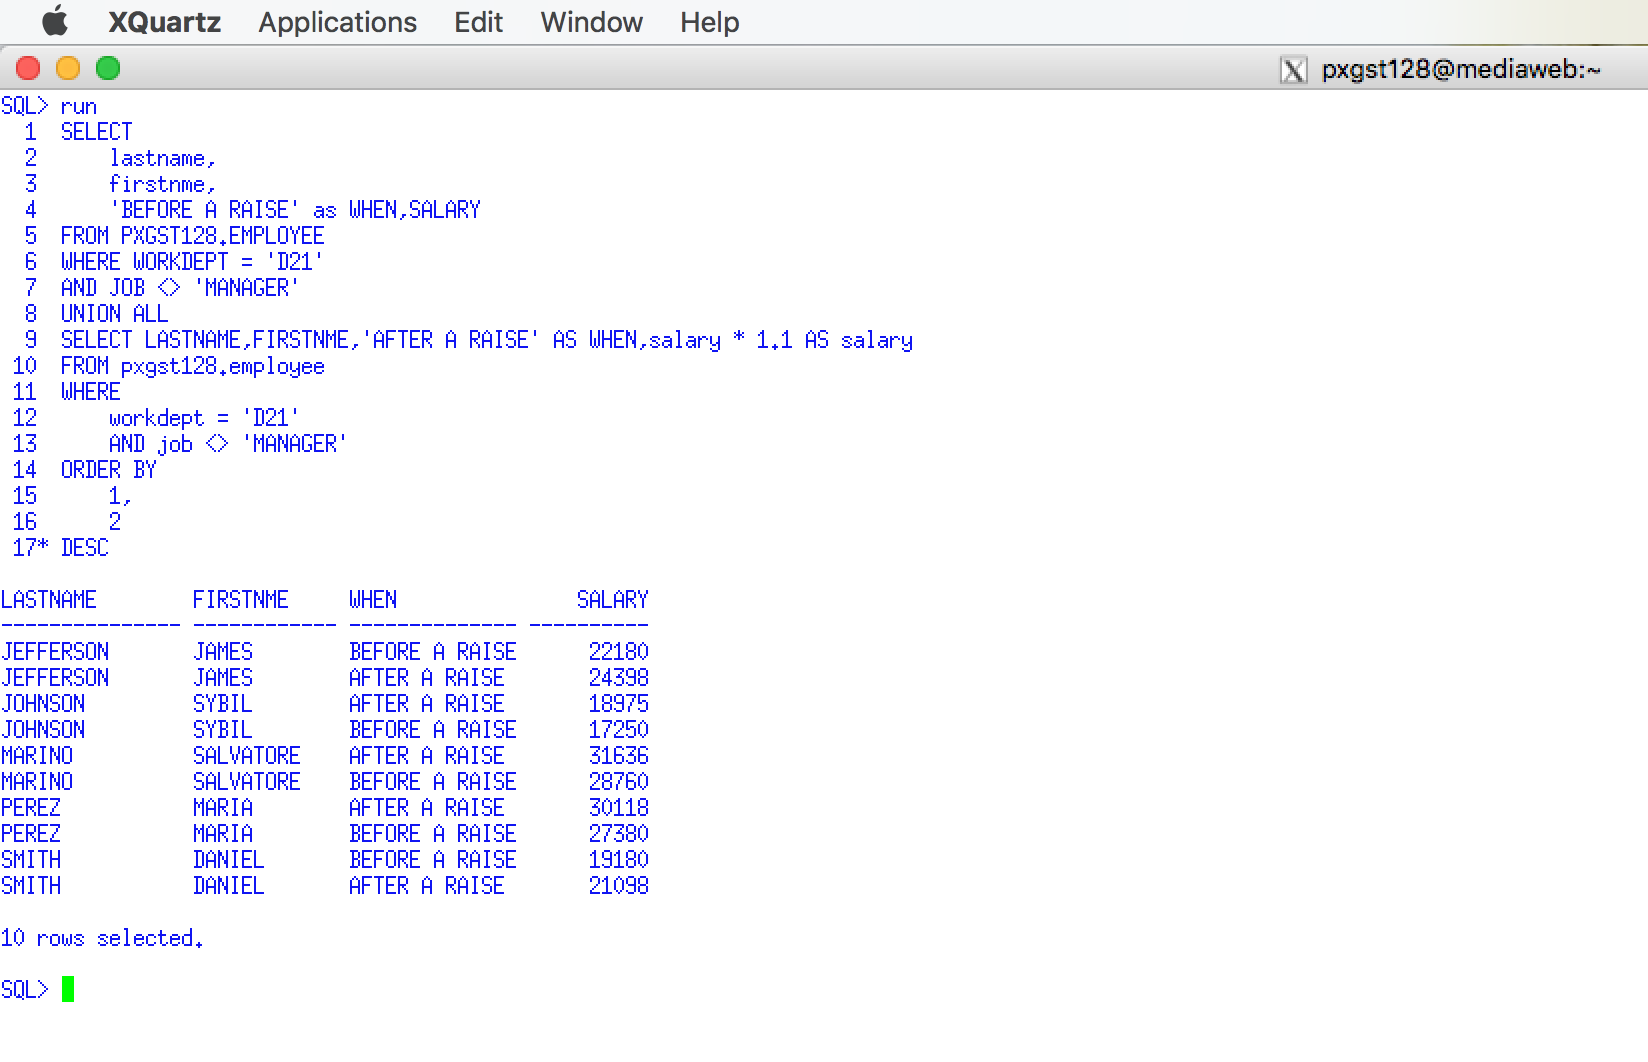 XQuartz Applications Edit Window Help
pxgst128@mediaweb:~
SQL> run
  1  SELECT
  2      lastname,
  3      firstnme,
  4      'BEFORE A RAISE' as WHEN,SALARY
  5  FROM PXGST128.EMPLOYEE
  6  WHERE WORKDEPT = 'D21'
  7  AND JOB <> 'MANAGER'
  8  UNION ALL
  9  SELECT LASTNAME,FIRSTNME,'AFTER A RAISE' AS WHEN,salary * 1.1 AS salary
 10  FROM pxgst128.employee
 11  WHERE
 12      workdept = 'D21'
 13      AND job <> 'MANAGER'
 14  ORDER BY
 15      1,
 16      2
 17* DESC
LASTNAME        FIRSTNME     WHEN               SALARY
--------------- ------------ -------------- ----------
JEFFERSON       JAMES        BEFORE A RAISE      22180
JEFFERSON       JAMES        AFTER A RAISE       24398
JOHNSON         SYBIL        AFTER A RAISE       18975
JOHNSON         SYBIL        BEFORE A RAISE      17250
MARINO          SALVATORE    AFTER A RAISE       31636
MARINO          SALVATORE    BEFORE A RAISE      28760
PEREZ           MARIA        AFTER A RAISE       30118
PEREZ           MARIA        BEFORE A RAISE      27380
SMITH           DANIEL       BEFORE A RAISE      19180
SMITH           DANIEL       AFTER A RAISE       21098
10 rows selected.
SQL>